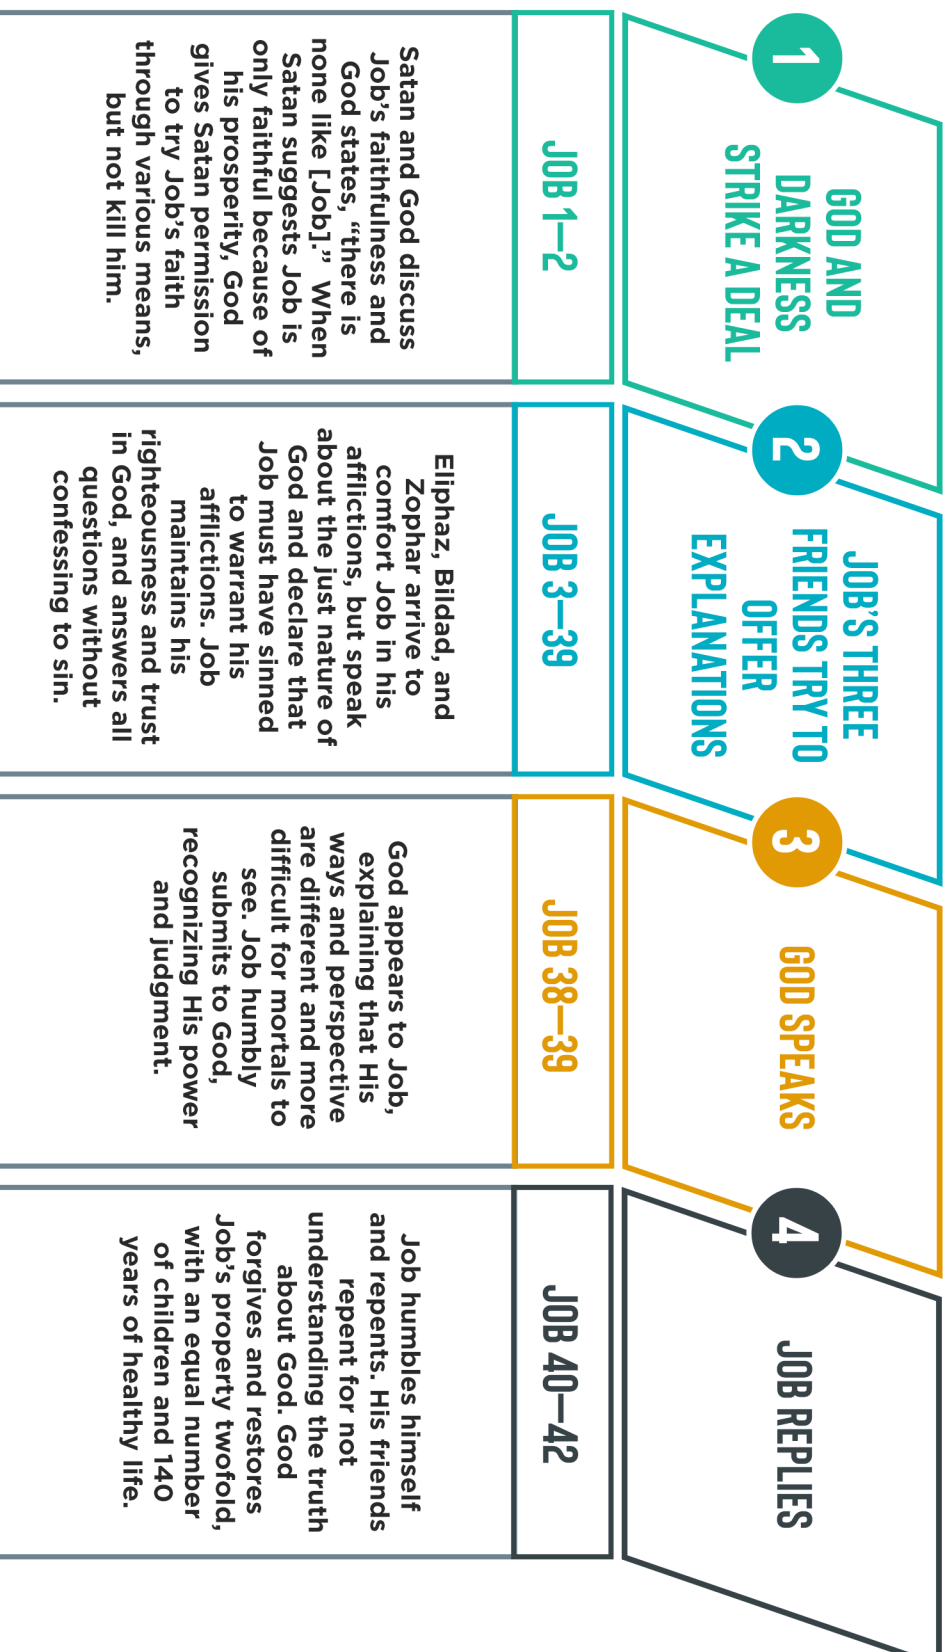 1
GOD AND
DARKNESS
STRIKE A DEAL
JOB 1–2
Satan and God discuss
Job's faithfulness and
God states, “there is
none like [Job].” When
Satan suggests Job is
only faithful because of
his prosperity, God
gives Satan permission
to try Job's faith
through various means,
but not kill him.
2
JOB'S THREE
FRIENDS TRY TO
OFFER
EXPLANATIONS
JOB 3–39
Eliphaz, Bildad, and
Zophar arrive to
comfort Job in his
afflictions, but speak
about the just nature of
God and declare that
Job must have sinned
to warrant his
afflictions. Job
maintains his
righteousness and trust
in God, and answers all
questions without
confessing to sin.
3
GOD SPEAKS
JOB 38–39
God appears to Job,
explaining that His
ways and perspective
are different and more
difficult for mortals to
see. Job humbly
submits to God,
recognizing His power
and judgment.
4
JOB REPLIES
JOB 40–42
Job humbles himself
and repents. His friends
repent for not
understanding the truth
about God. God
forgives and restores
Job's property twofold,
with an equal number
of children and 140
years of healthy life.